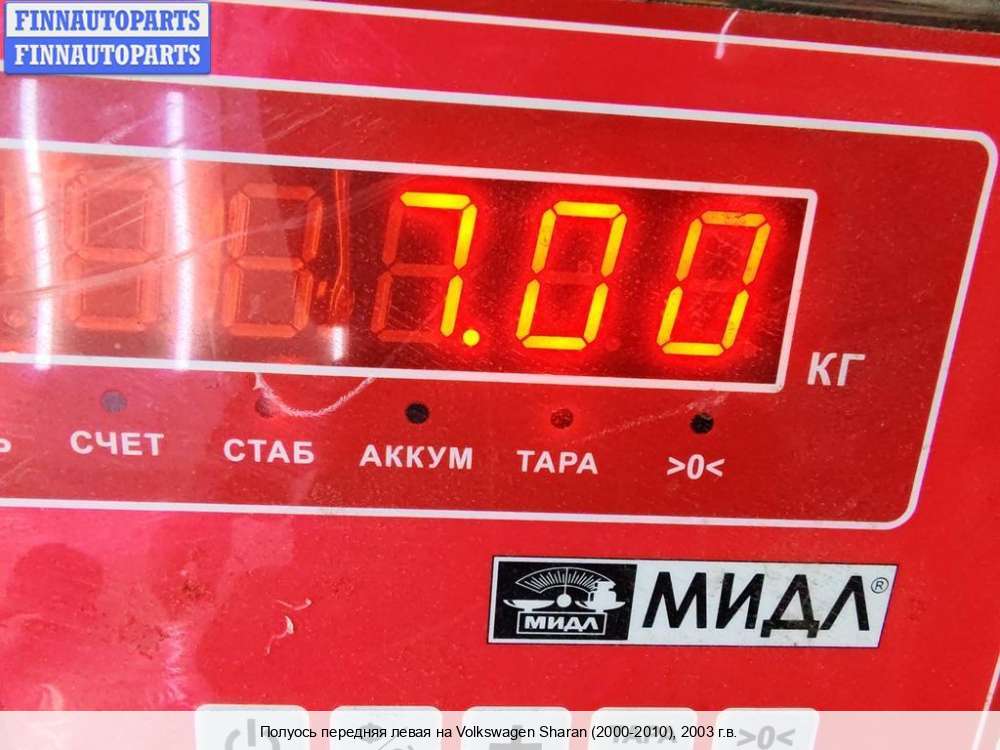 FINNAUTOPARTS
FINNAUTOPARTS
7.00
КГ
СЧЕТ СТАБ АККУМ ТАРА >0<
МИДЛ МИДЛ®
ТАРА >0<
Полуось передняя левая на Volkswagen Sharan (2000-2010), 2003 г.в.